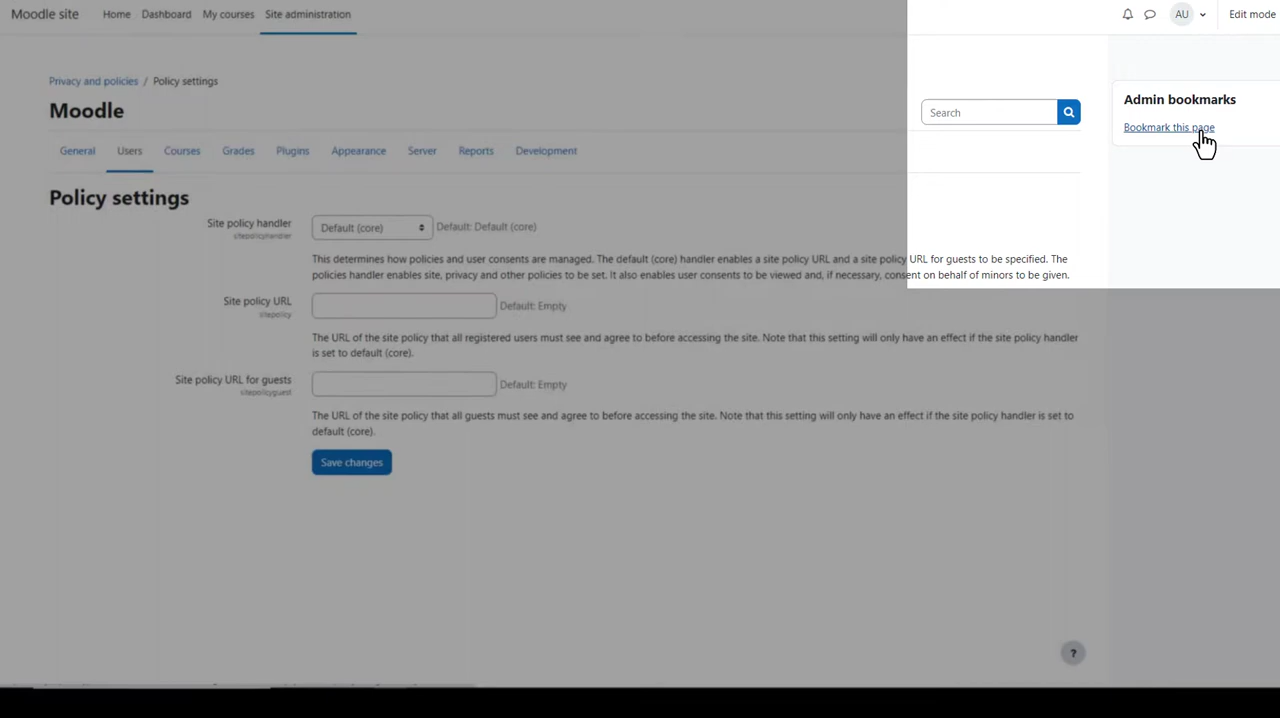 Moodle site Home Dashboard My courses Site administration AU Edit mode
Privacy and policies / Policy settings
Admin bookmarks
Moodle
Search
Bookmark this page
General Users Courses Grades Plugins Appearance Server Reports Development
Policy settings
Site policy handler Default (core) Default: Default (core)
sitepolicyhandler
This determines how policies and user consents are managed. The default (core) handler enables a site policy URL and a site policy URL for guests to be specified. The
policies handler enables site, privacy and other policies to be set. It also enables user consents to be viewed and, if necessary, consent on behalf of minors to be given.
Site policy URL Default: Empty
sitepolicy
The URL of the site policy that all registered users must see and agree to before accessing the site. Note that this setting will only have an effect if the site policy handler
is set to default (core).
Site policy URL for guests Default: Empty
sitepolicyguest
The URL of the site policy that all guests must see and agree to before accessing the site. Note that this setting will only have an effect if the site policy handler is set to
default (core).
Save changes
?